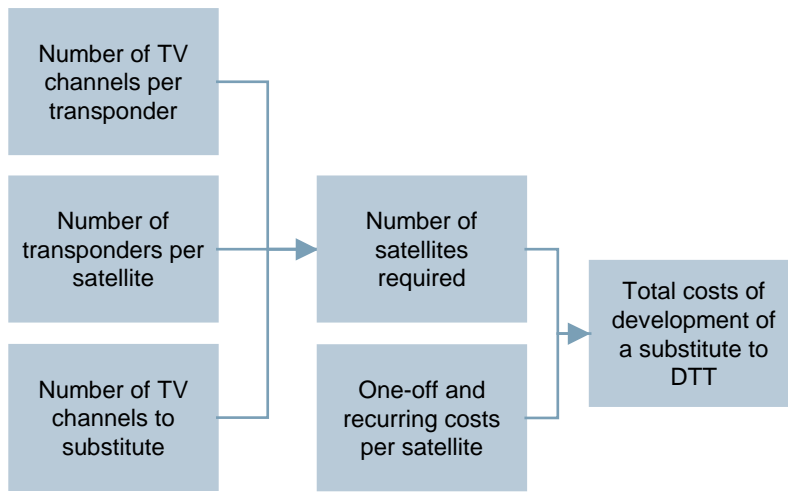 Number of TV
channels per
transponder
Number of
transponders per
satellite
Number of TV
channels to
substitute
Number of
satellites
required
One-off and
recurring costs
per satellite
Total costs of
development of
a substitute to
DTT